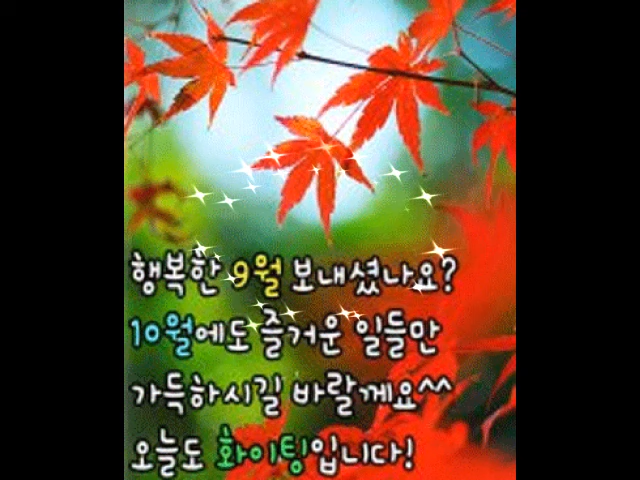 행복한 9월 보내셨나요?
10월에도 즐거운 일들만
가득하시길 바랄께요^^
오늘도 화이팅입니다!